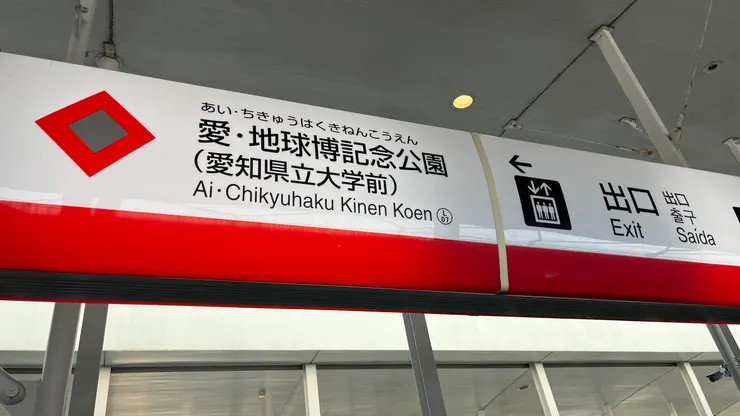 あい・ちきゅうはくきねんこうえん
愛・地球博記念公園
（愛知県立大学前）
Ai・Chikyuhaku Kinen Koen L07
←
出口
Exit
出口
출구
Saída